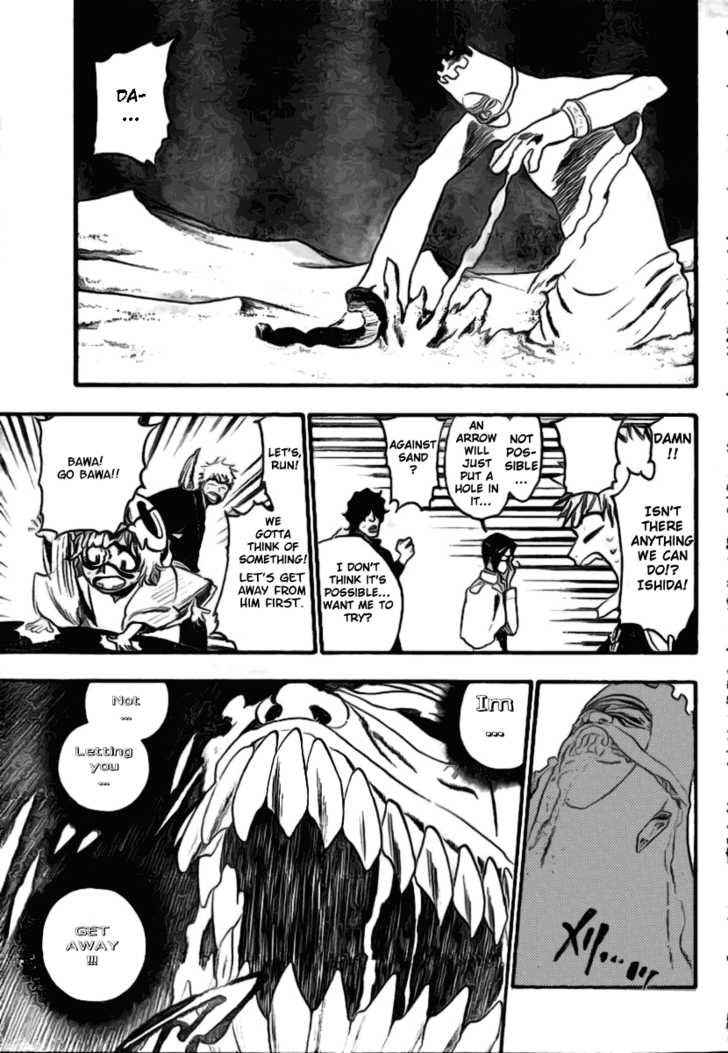 DA-
...
DAMN
!!
ISN'T
THERE
ANYTHING
WE CAN
DO!?
ISHIDA!
NOT
POS-
SIBLE
...
AN
ARROW
WILL
JUST
PUT A
HOLE
IN IT...
AGAINST
SAND
?
I DON'T
THINK IT'S
POSSIBLE...
WANT ME TO
TRY?
LET'S,
RUN!
WE
GOTTA
THINK OF
SOMETHING!
LET'S GET
AWAY FROM
HIM FIRST.
BAWA!
GO BAWA!!
メリ...
Im
...
Not
...
Letting
you
...
GET
AWAY
!!!